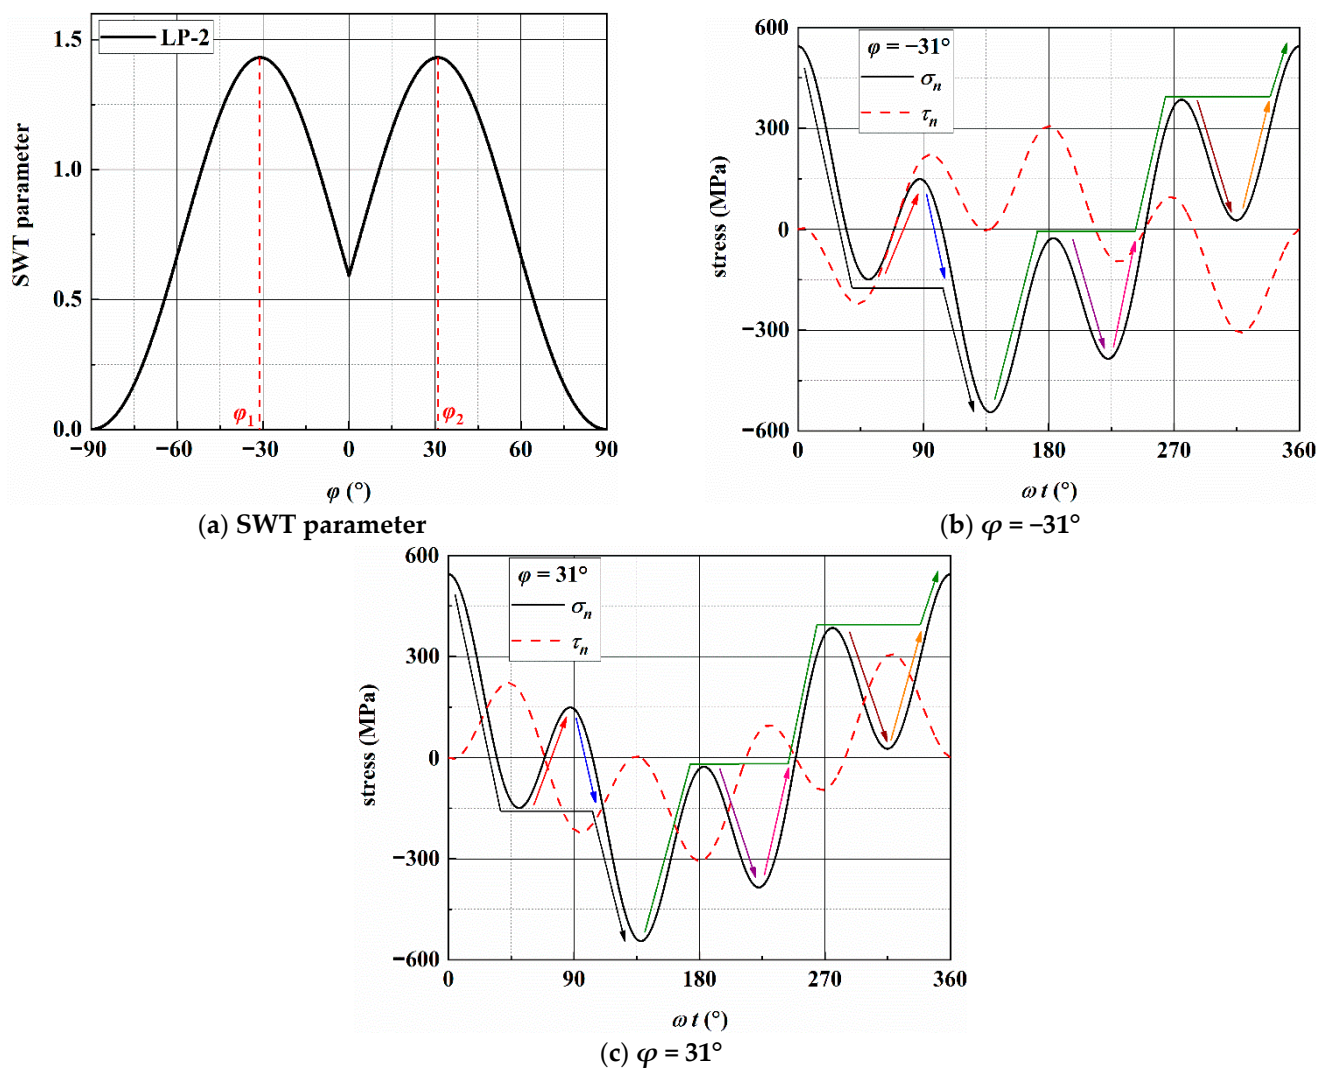 LP-2
SWT parameter
1.5
1.0
0.5
0.0
−90 −60 −30 0 30 60 90
φ1
φ2
φ (°)
(a) SWT parameter
φ = −31°
σn
τn
stress (MPa)
600
300
0
−300
−600
0 90 180 270 360
ω t (°)
(b) φ = −31°
φ = 31°
σn
τn
stress (MPa)
600
300
0
−300
−600
0 90 180 270 360
ω t (°)
(c) φ = 31°